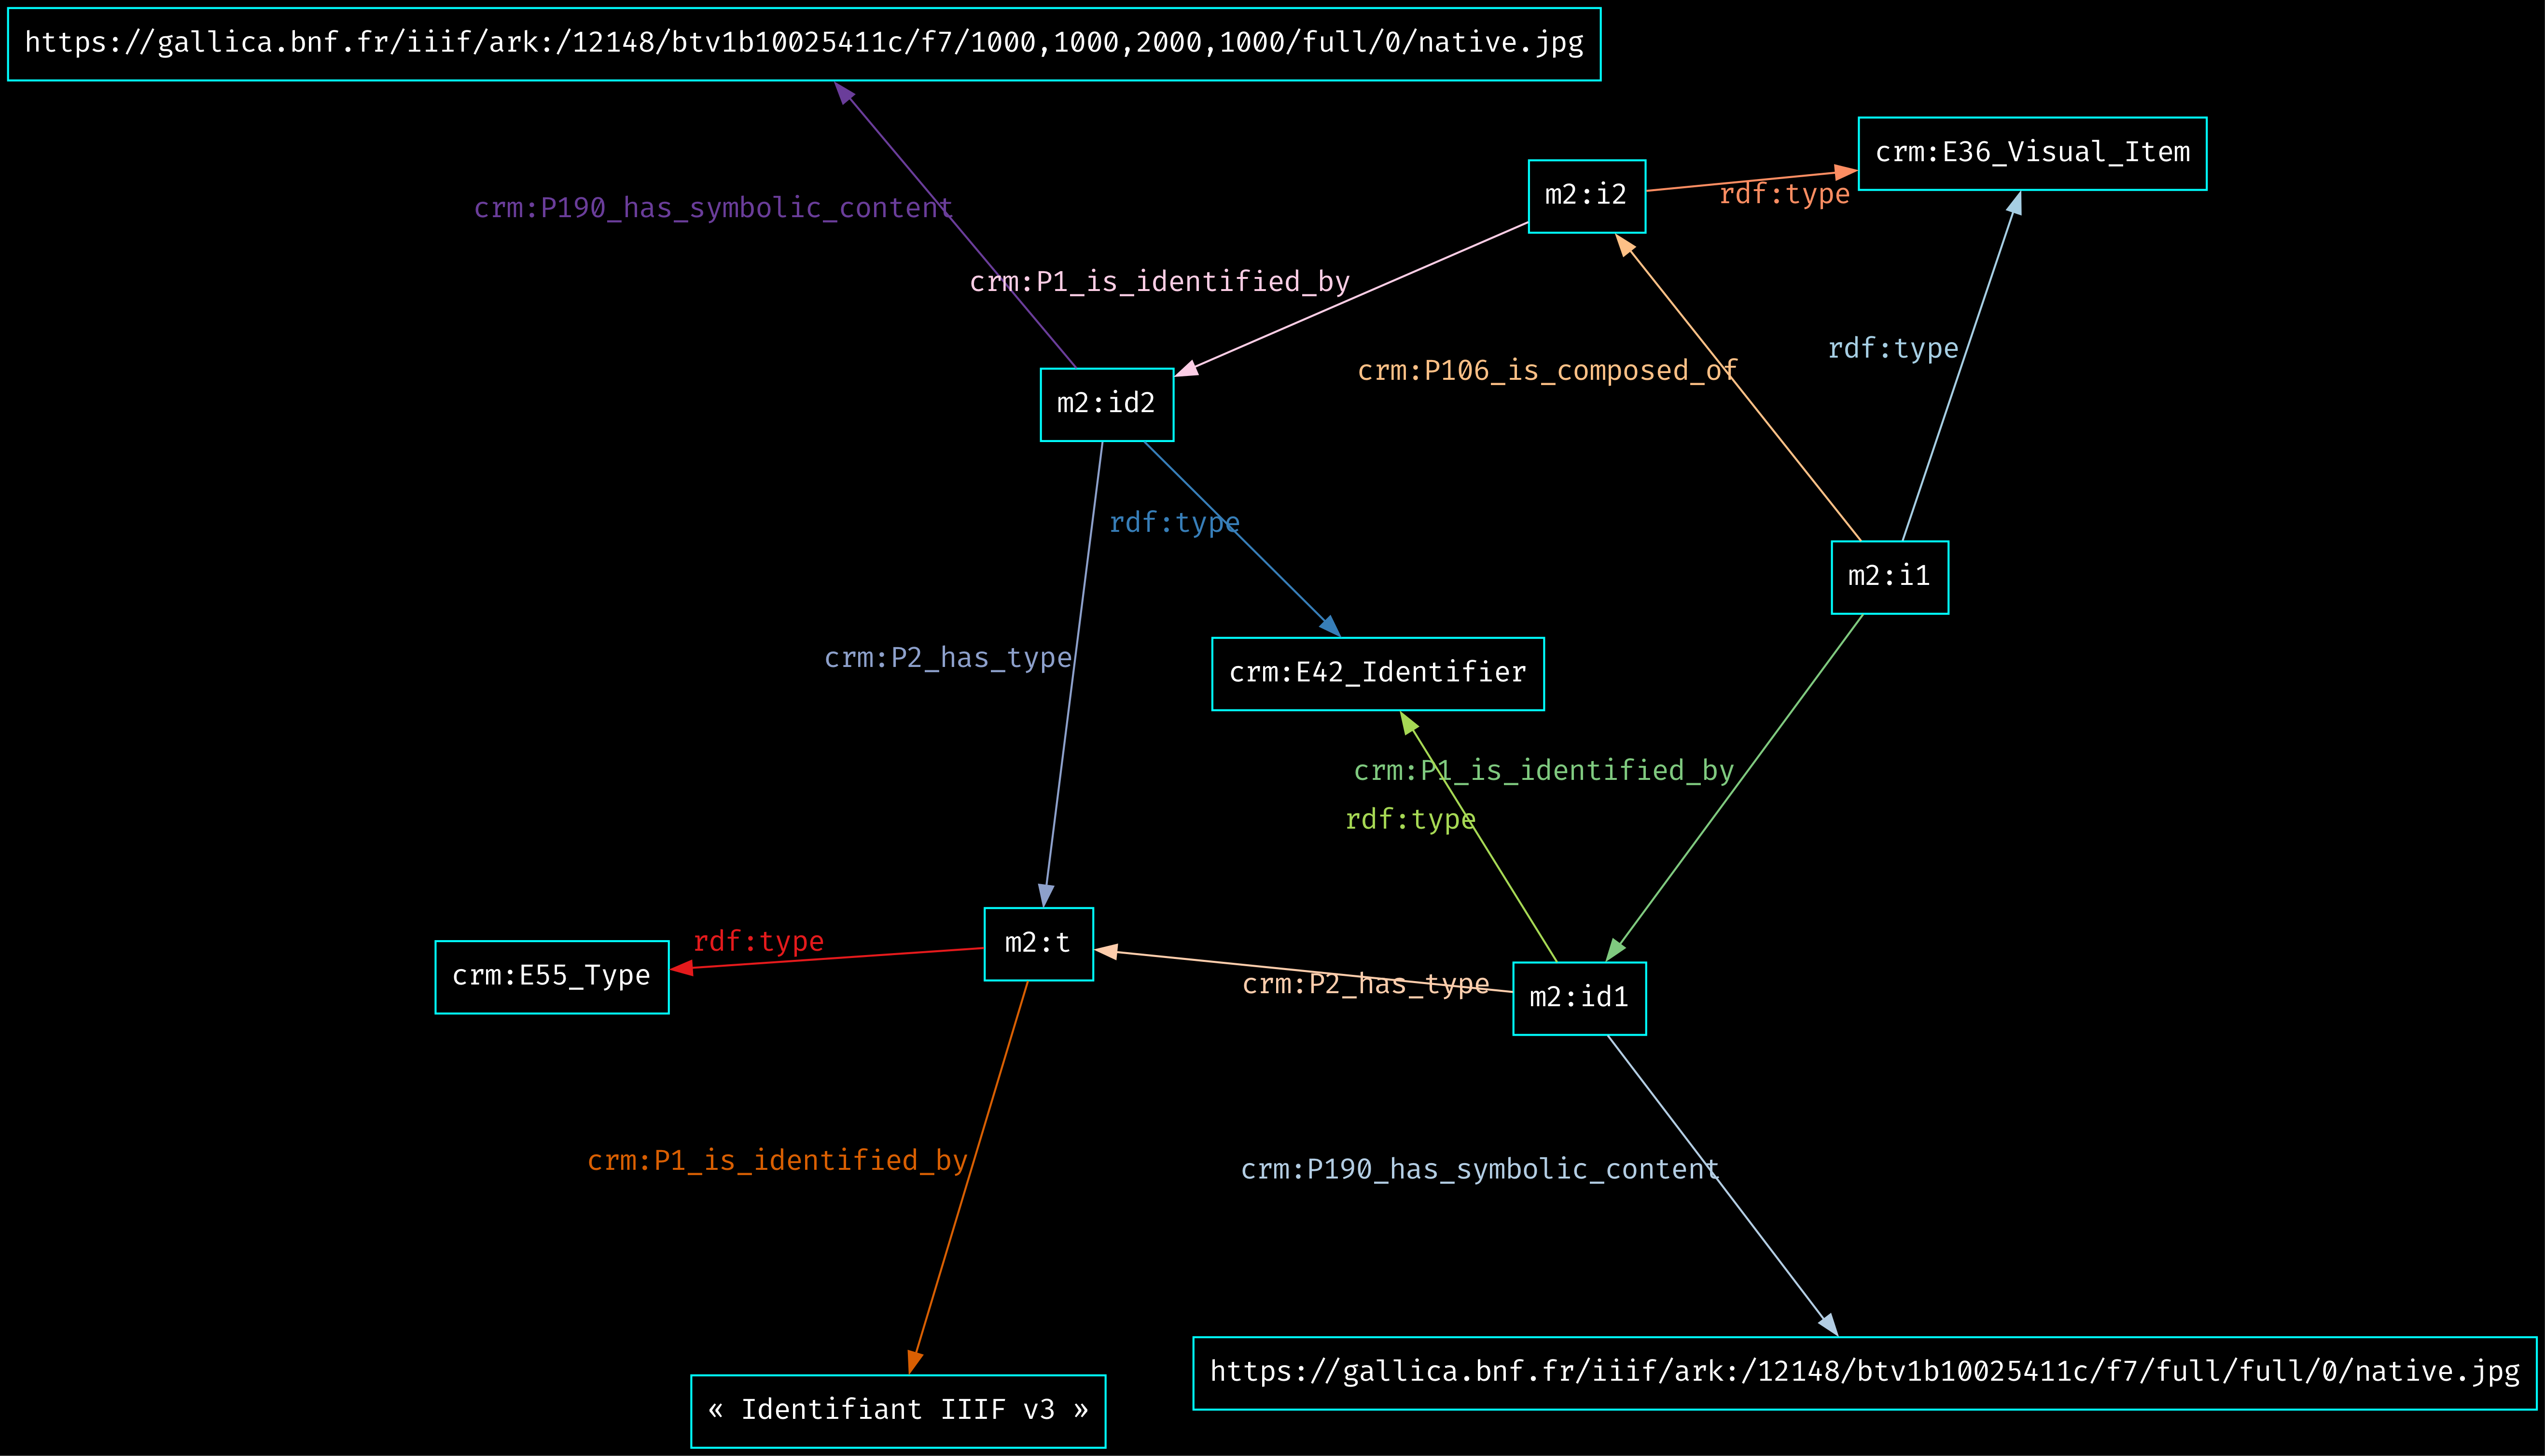 https://gallica.bnf.fr/iiif/ark:/12148/btv1b10025411c/f7/1000,1000,2000,1000/full/0/native.jpg
crm:E36_Visual_Item
m2:i2
rdf:type
crm:P190_has_symbolic_content
crm:P1_is_identified_by
rdf:type
crm:P106_is_composed_of
m2:id2
rdf:type
m2:i1
crm:P2_has_type
crm:E42_Identifier
crm:P1_is_identified_by
rdf:type
rdf:type
m2:t
crm:E55_Type
crm:P2_has_type
m2:id1
crm:P1_is_identified_by
crm:P190_has_symbolic_content
https://gallica.bnf.fr/iiif/ark:/12148/btv1b10025411c/f7/full/full/0/native.jpg
« Identifiant IIIF v3 »